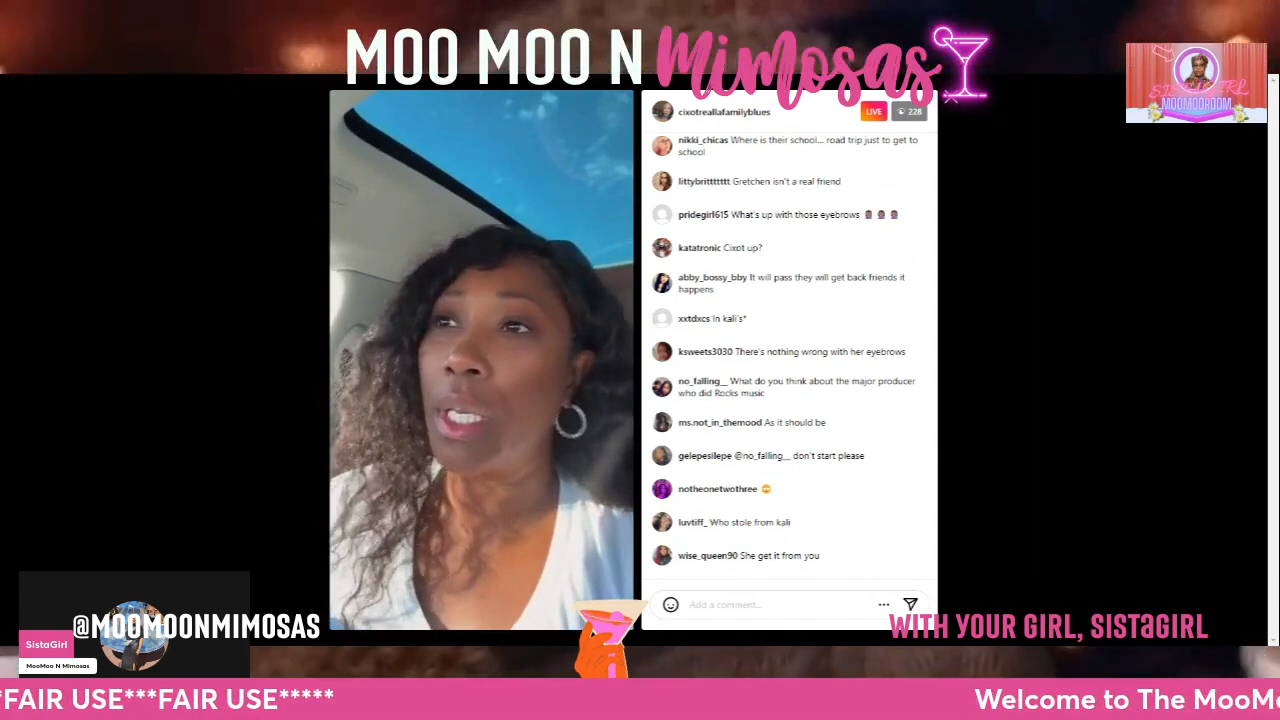 MOO MOO N Mimosas
SISTAGIRL
MOOMOOROOM
cixotreallafamilyblues
LIVE
228
nikki_chicas Where is their school... road trip just to get to
school
littybrittttttt Gretchen isn't a real friend
pridegirl615 What's up with those eyebrows
katatronic Cixot up?
abby_bossy_bby It will pass they will get back friends it
happens
xxtdxcs In kali's*
ksweets3030 There's nothing wrong with her eyebrows
no_falling__ What do you think about the major producer
who did Rocks music
ms.not_in_themood As it should be
gelepesilepe @no_falling__ don't start please
notheonetwothree
luvtiff_ Who stole from kali
wise_queen90 She get it from you
Add a comment...
@MOOMOONMIMOSAS
WITH YOUR GIRL, SISTAGIRL
SistaGirl
MooMoo N Mimosas
*FAIR USE***FAIR USE*****
Welcome to The MooMo